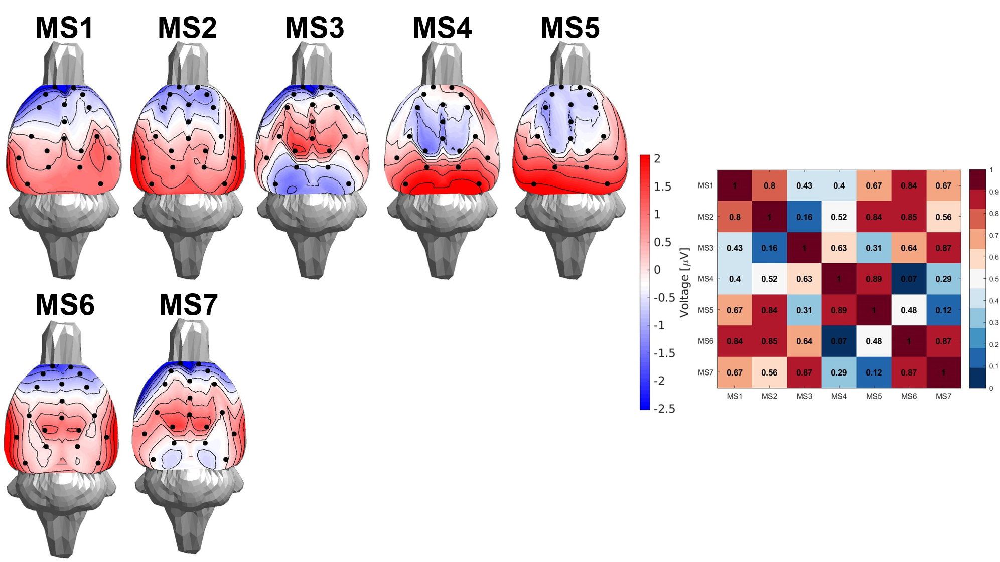 MS1 MS2 MS3 MS4 MS5
MS6 MS7
2
1.5
1
0.5
0
-0.5
-1
-1.5
-2
-2.5
Voltage [μV]
MS1 1 0.8 0.43 0.4 0.67 0.84 0.67
MS2 0.8 1 0.16 0.52 0.84 0.85 0.56
MS3 0.43 0.16 1 0.63 0.31 0.64 0.87
MS4 0.4 0.52 0.63 1 0.89 0.07 0.29
MS5 0.67 0.84 0.31 0.89 1 0.48 0.12
MS6 0.84 0.85 0.64 0.07 0.48 1 0.87
MS7 0.67 0.56 0.87 0.29 0.12 0.87 1
MS1 MS2 MS3 MS4 MS5 MS6 MS7
1
0.9
0.8
0.7
0.6
0.5
0.4
0.3
0.2
0.1
0